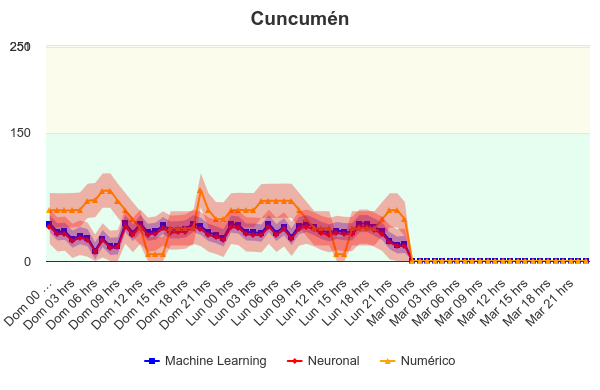 Cuncumén
250
150
0
Dom 00 ...
Dom 03 hrs
Dom 06 hrs
Dom 09 hrs
Dom 12 hrs
Dom 15 hrs
Dom 18 hrs
Dom 21 hrs
Lun 00 hrs
Lun 03 hrs
Lun 06 hrs
Lun 09 hrs
Lun 12 hrs
Lun 15 hrs
Lun 18 hrs
Lun 21 hrs
Mar 00 hrs
Mar 03 hrs
Mar 06 hrs
Mar 09 hrs
Mar 12 hrs
Mar 15 hrs
Mar 18 hrs
Mar 21 hrs
Machine Learning Neuronal Numérico